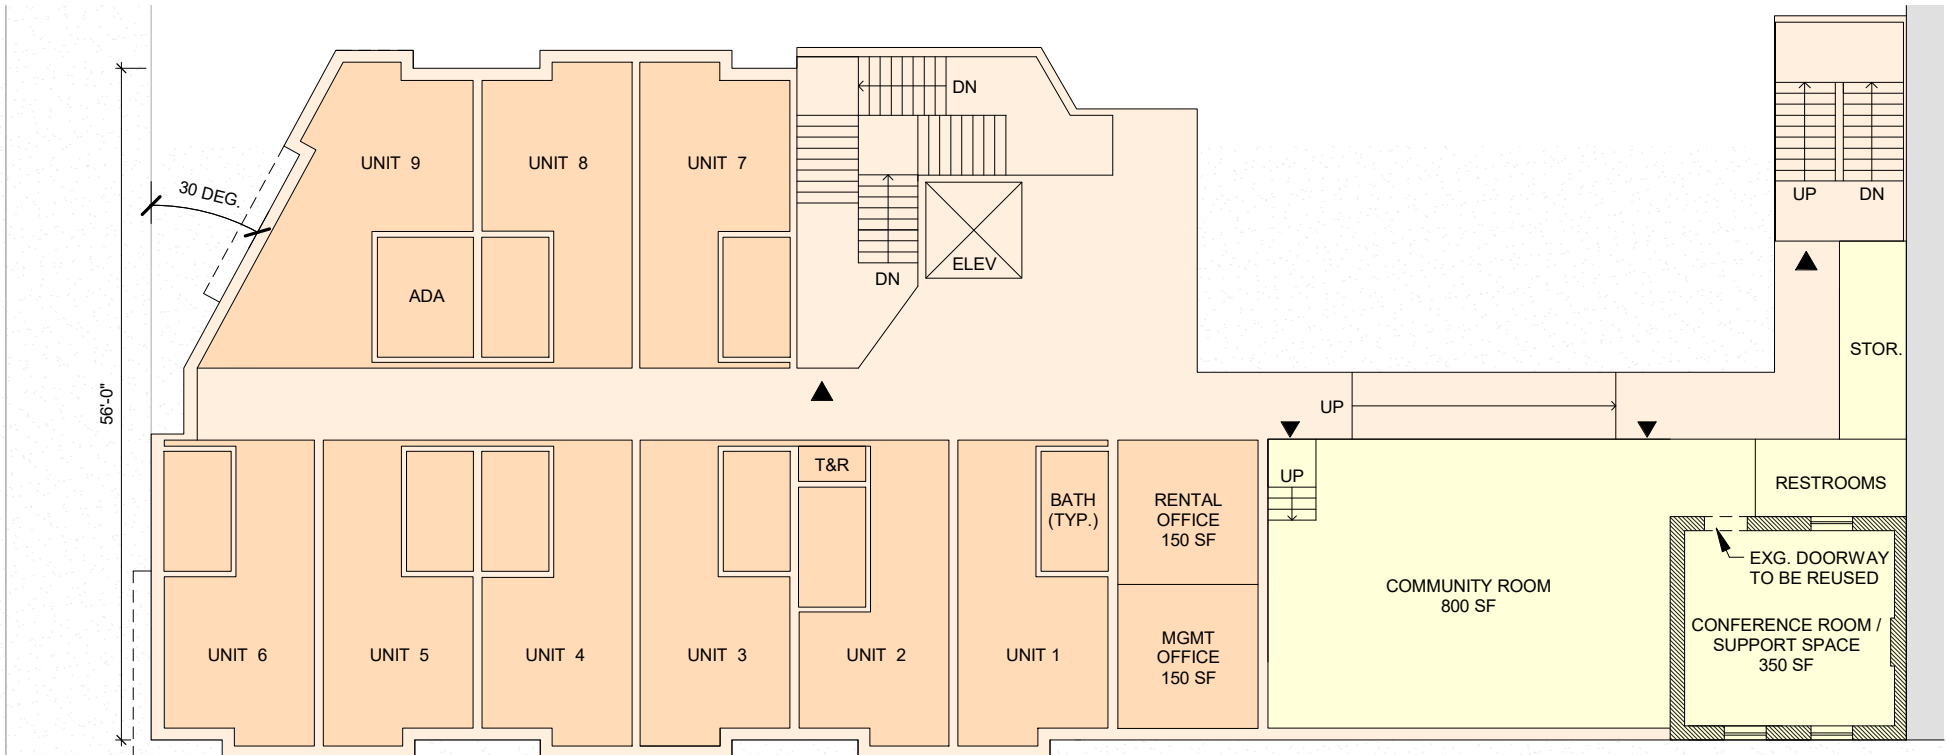 DN
UNIT 9
UNIT 8
UNIT 7
30 DEG.
UP
DN
ELEV
DN
ADA
STOR.
56'-0"
UP
T&R
UP
BATH
(TYP.)
RENTAL
OFFICE
150 SF
RESTROOMS
EXG. DOORWAY
TO BE REUSED
COMMUNITY ROOM
800 SF
UNIT 6
UNIT 5
UNIT 4
UNIT 3
UNIT 2
UNIT 1
MGMT
OFFICE
150 SF
CONFERENCE ROOM /
SUPPORT SPACE
350 SF